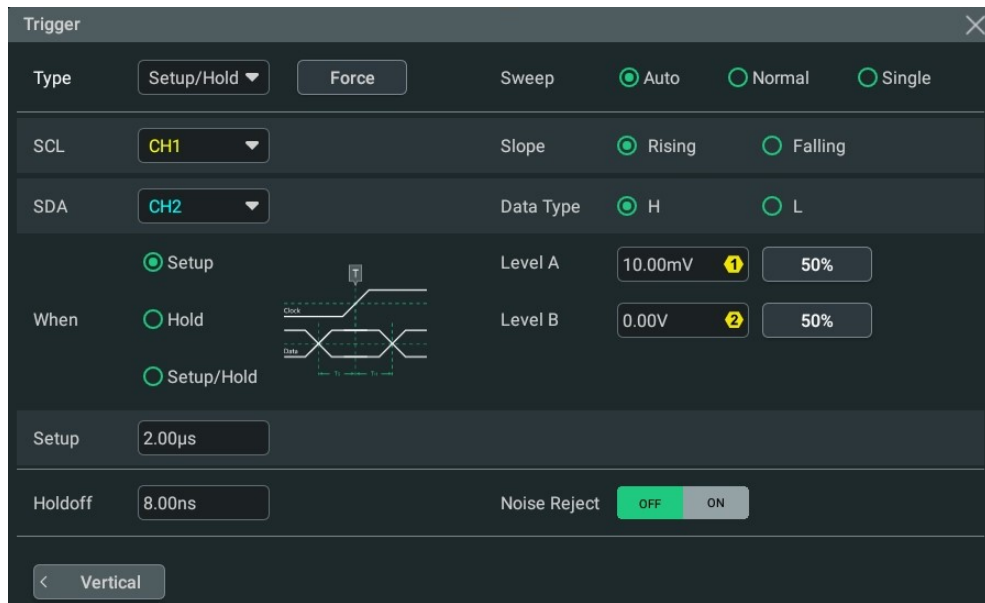 Trigger
Type Setup/Hold Force Sweep Auto Normal Single
SCL CH1 Slope Rising Falling
SDA CH2 Data Type H L
When
Setup
Hold
Setup/Hold
T
Clock
Data
Level A 10.00mV 1 50%
Level B 0.00V 2 50%
Setup 2.00µs
Holdoff 8.00ns Noise Reject OFF ON
< Vertical